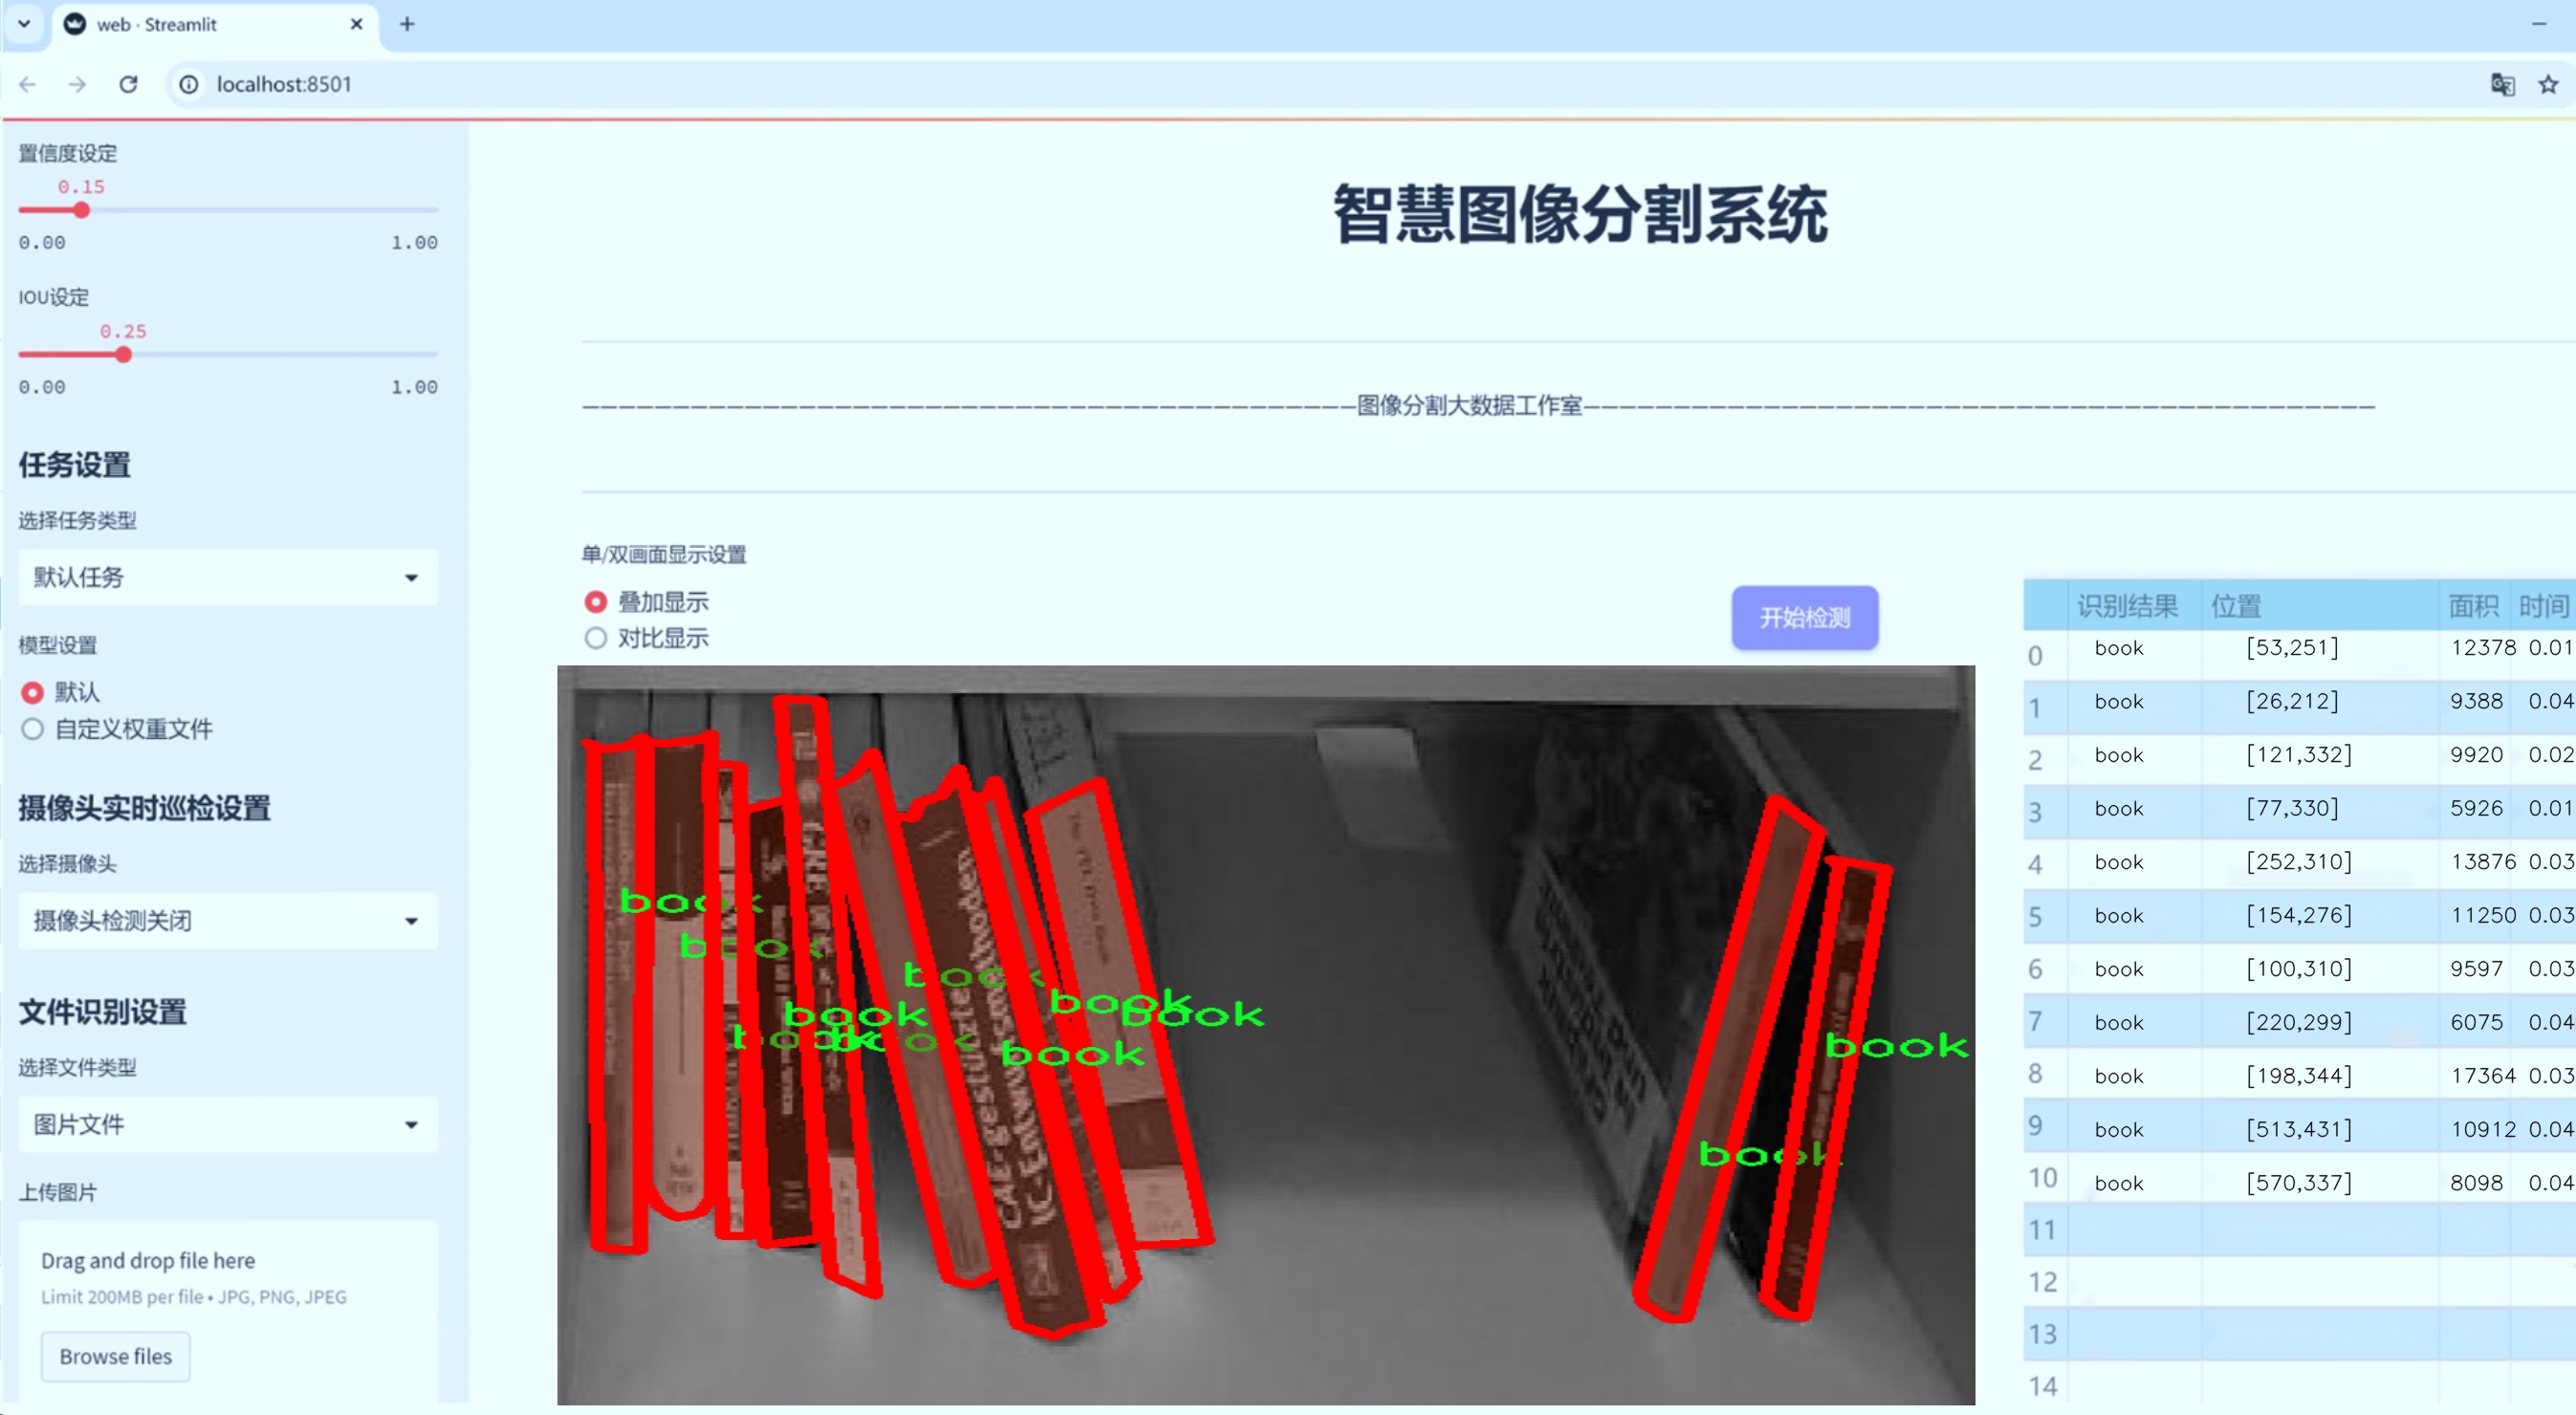 web · Streamlit
localhost:8501
置信度设定
0.15
0.00 1.00
IOU设定
0.25
0.00 1.00
任务设置
选择任务类型
默认任务
模型设置
默认
自定义权重文件
摄像头实时巡检设置
选择摄像头
摄像头检测关闭
文件识别设置
选择文件类型
图片文件
上传图片
Drag and drop file here
Limit 200MB per file • JPG, PNG, JPEG
Browse files
智慧图像分割系统
图像分割大数据工作室
单/双画面显示设置
叠加显示
对比显示
开始检测
book
book
book
book
book
book
book
book
book
book
book
识别结果 位置 面积 时间
0 book [53,251] 12378 0.01
1 book [26,212] 9388 0.04
2 book [121,332] 9920 0.02
3 book [77,330] 5926 0.01
4 book [252,310] 13876 0.03
5 book [154,276] 11250 0.03
6 book [100,310] 9597 0.03
7 book [220,299] 6075 0.04
8 book [198,344] 17364 0.03
9 book [513,431] 10912 0.04
10 book [570,337] 8098 0.04
11
12
13
14